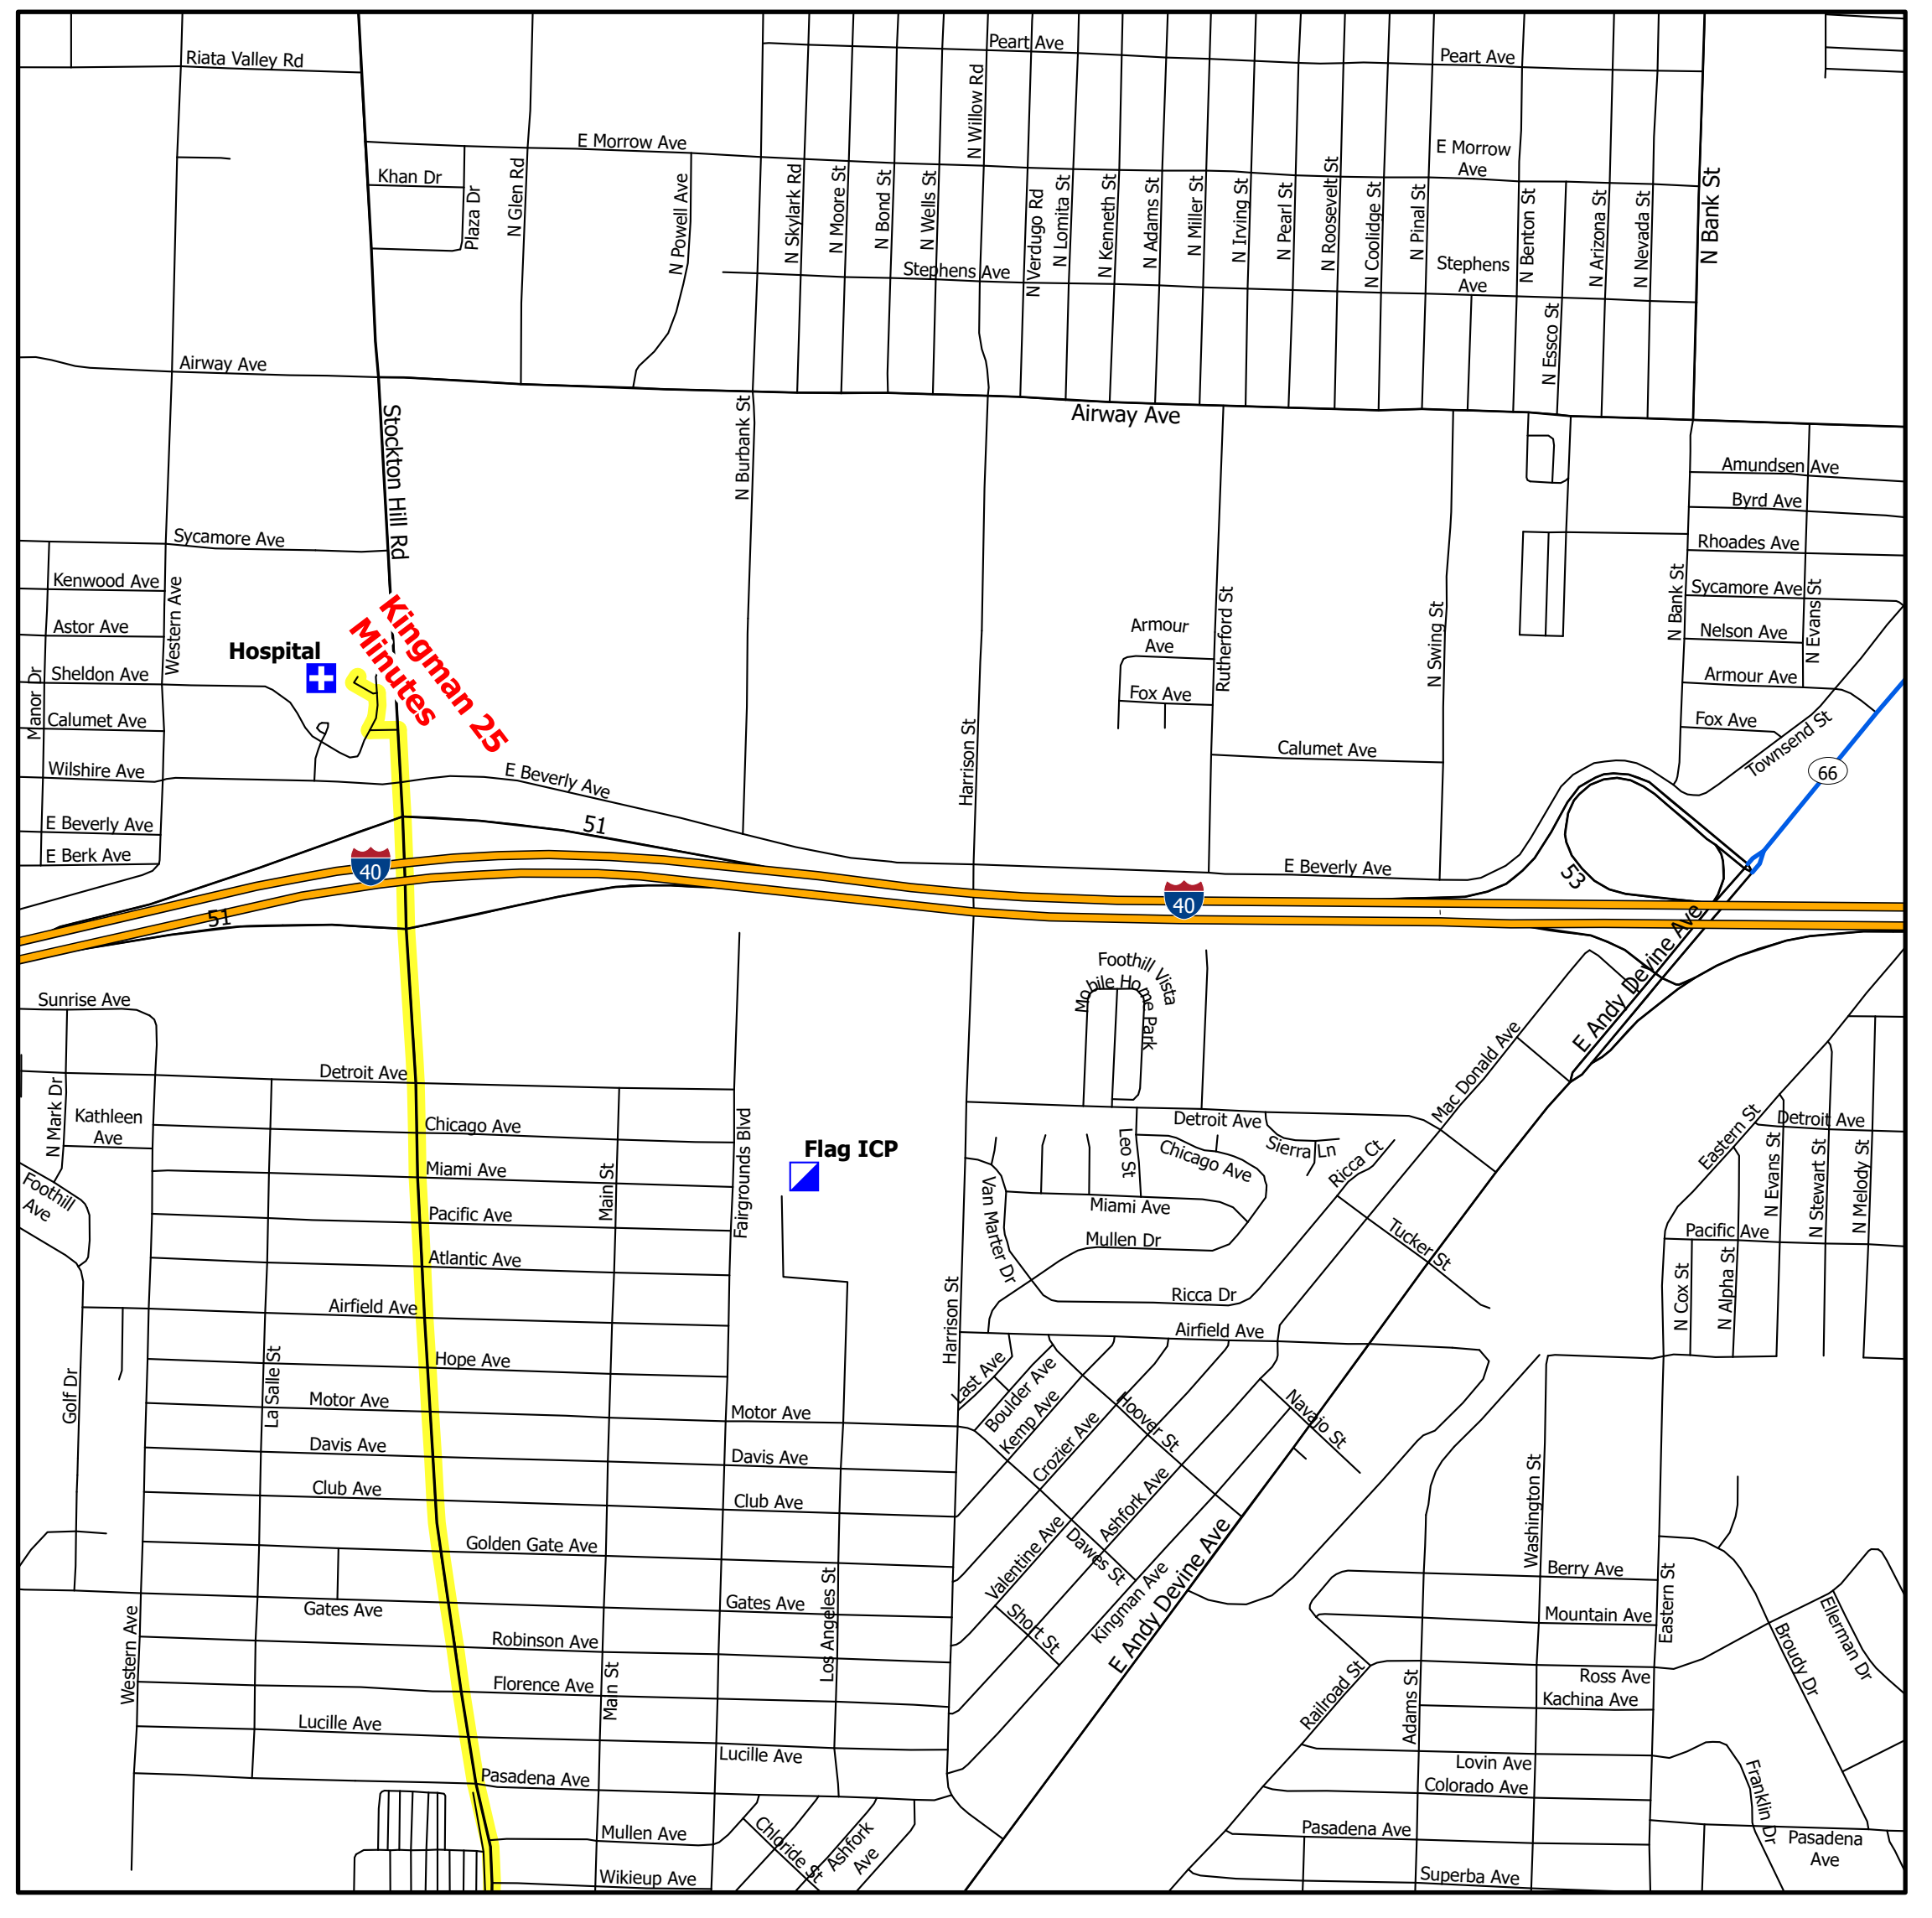 Peart Ave
Peart Ave
Riata Valley Rd
N Willow Rd
E Morrow Ave
E Morrow
Ave
Khan Dr
Plaza Dr
N Glen Rd
N Powell Ave
N Skylark Rd
N Moore St
N Bond St
N Wells St
N Verdugo Rd
N Lomita St
N Kenneth St
N Adams St
N Miller St
N Irving St
N Pearl St
N Roosevelt St
N Coolidge St
N Pinal St
N Benton St
N Arizona St
N Nevada St
N Bank St
Stephens Ave
Stephens
Ave
N Essco St
Airway Ave
Airway Ave
Stockton Hill Rd
N Burbank St
Amundsen Ave
Byrd Ave
Rhoades Ave
Sycamore Ave
Sycamore Ave
Kenwood Ave
Western Ave
Astor Ave
Manor Dr
Sheldon Ave
Calumet Ave
Wilshire Ave
E Beverly Ave
E Berk Ave
Hospital
Kingman 25
Minutes
Harrison St
Armour
Ave
Fox Ave
Rutherford St
N Swing St
Calumet Ave
N Bank St
Nelson Ave
N Evans St
Armour Ave
Fox Ave
Townsend St
66
E Beverly Ave
51
40
51
40
E Beverly Ave
53
E Andy Devine Ave
Foothill Vista
Mobile Home Park
Sunrise Ave
N Mark Dr
Detroit Ave
Kathleen
Ave
Chicago Ave
Miami Ave
Main St
Fairgrounds Blvd
Flag ICP
Foothill
Ave
Pacific Ave
Atlantic Ave
Airfield Ave
Hope Ave
La Salle St
Golf Dr
Motor Ave
Motor Ave
Davis Ave
Davis Ave
Club Ave
Club Ave
Golden Gate Ave
Gates Ave
Gates Ave
Los Angeles St
Robinson Ave
Florence Ave
Main St
Western Ave
Lucille Ave
Lucille Ave
Pasadena Ave
Mullen Ave
Wikieup Ave
Chloride St
Ashfork
Ave
Detroit Ave
Leo St
Chicago Ave
Sierra Ln
Ricca Ct
Mac Donald Ave
Van Marter Dr
Miami Ave
Mullen Dr
Tucker St
Ricca Dr
Harrison St
Airfield Ave
Last Ave
Boulder Ave
Kemp Ave
Crozier Ave
Hoover St
Navajo St
Valentine Ave
Ashfork Ave
Dawes St
Short St
Kingman Ave
E Andy Devine Ave
Eastern St
Detroit Ave
N Evans St
N Stewart St
N Melody St
Pacific Ave
N Cox St
N Alpha St
Washington St
Berry Ave
Mountain Ave
Eastern St
Ross Ave
Kachina Ave
Broudy Dr
Eilerman Dr
Railroad St
Adams St
Lovin Ave
Colorado Ave
Franklin Dr
Pasadena Ave
Pasadena
Ave
Superba Ave